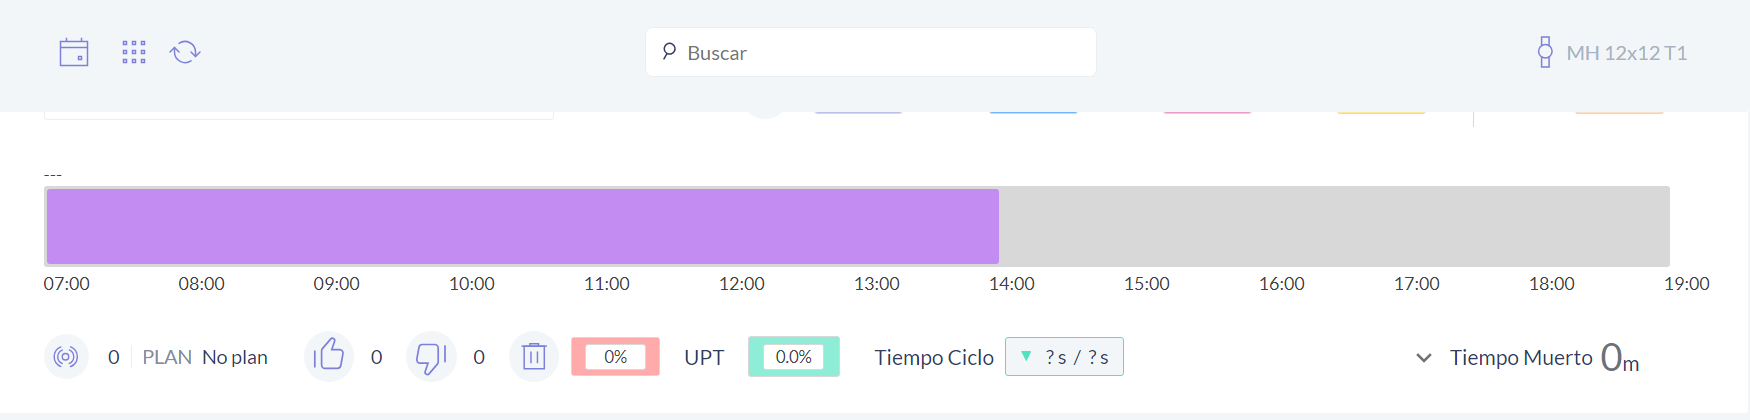 Buscar
MH 12x12 T1
---
07:00 08:00 09:00 10:00 11:00 12:00 13:00 14:00 15:00 16:00 17:00 18:00 19:00
0 PLAN No plan 0 0 0% UPT 0.0% Tiempo Ciclo ?s / ?s Tiempo Muerto 0m